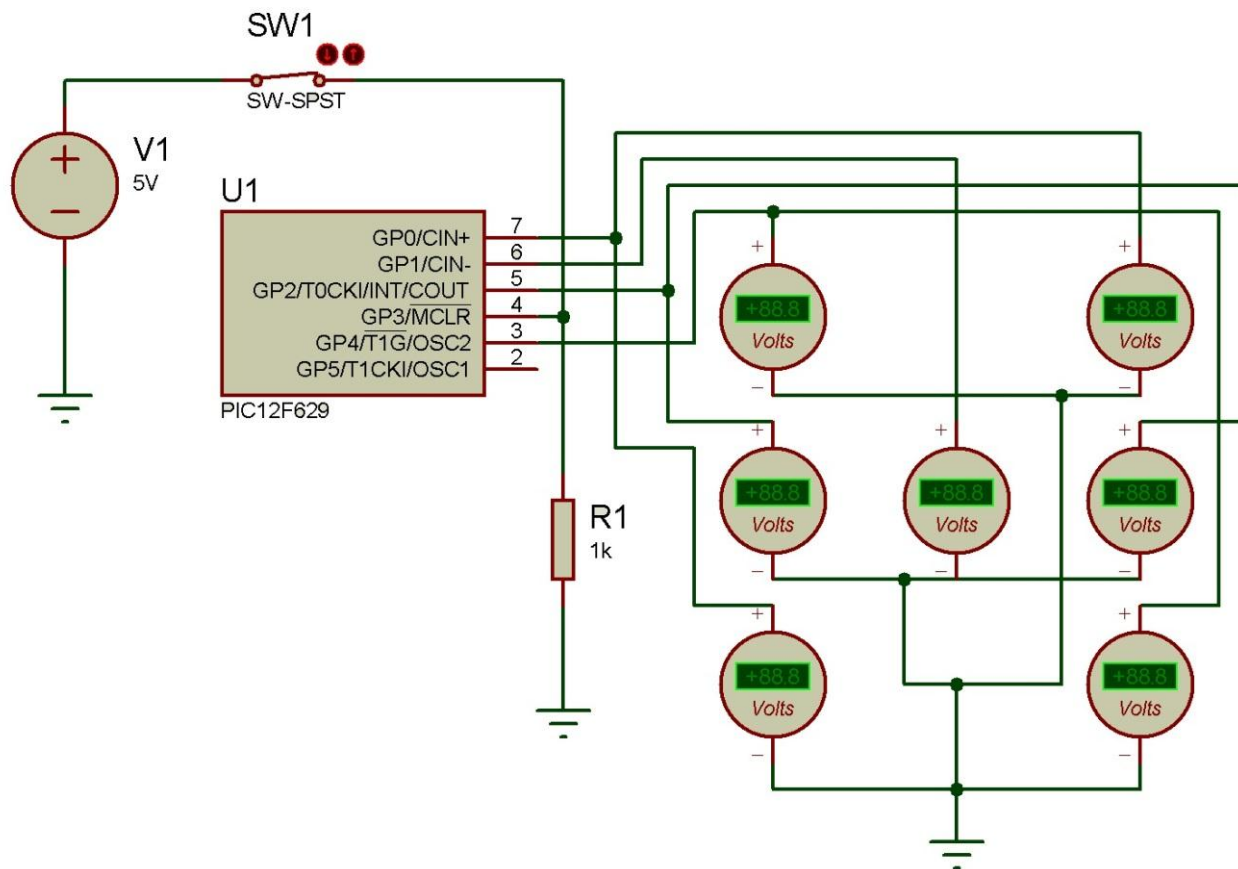 SW1
SW-SPST
V1
5V
U1
GP0/CIN+ 7
GP1/CIN- 6
GP2/T0CKI/INT/COUT 5
GP3/MCLR 4
GP4/T1G/OSC2 3
GP5/T1CKI/OSC1 2
PIC12F629
R1
1k
+88.8
Volts
+88.8
Volts
+88.8
Volts
+88.8
Volts
+88.8
Volts
+88.8
Volts
+88.8
Volts